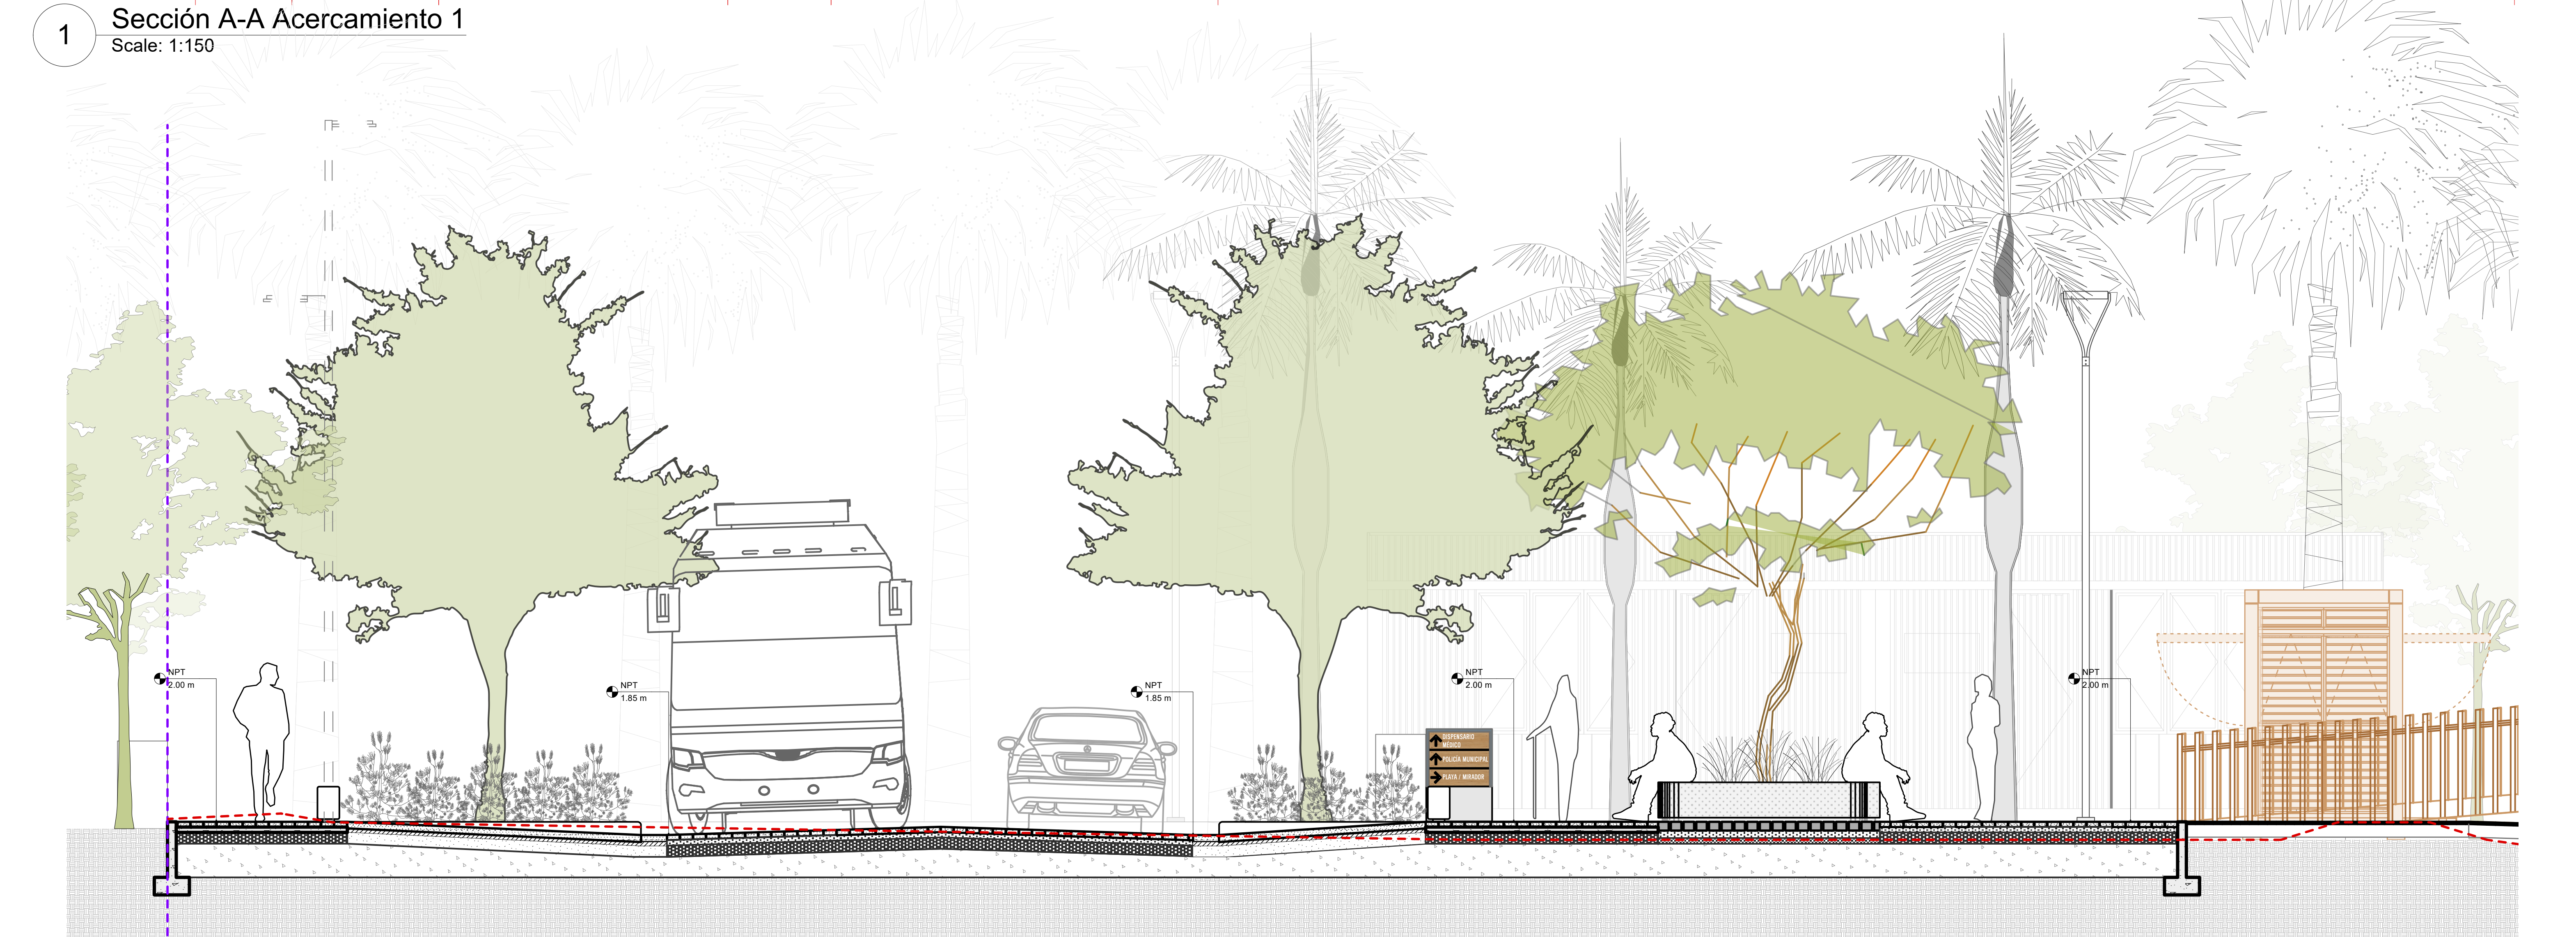 1
Sección A-A Acercamiento 1
Scale: 1:150
NPT
2.00 m
NPT
1.85 m
NPT
1.85 m
NPT
2.00 m
NPT
2.00 m
DISPENSARIO
MÉDICO
POLICÍA MUNICIPAL
PLAYA / MIRADOR